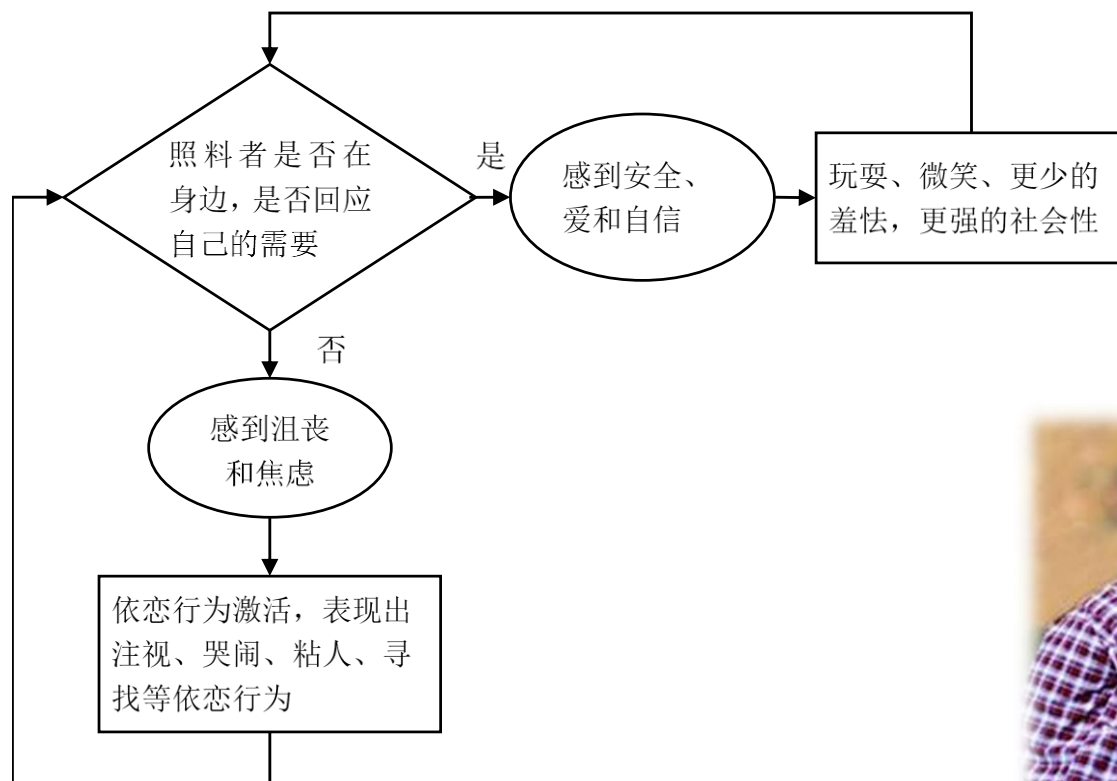 照料者是否在
身边，是否回应
自己的需要
是
感到安全、
爱和自信
玩耍、微笑、更少的
羞怯，更强的社会性
否
感到沮丧
和焦虑
依恋行为激活，表现出
注视、哭闹、粘人、寻
找等依恋行为